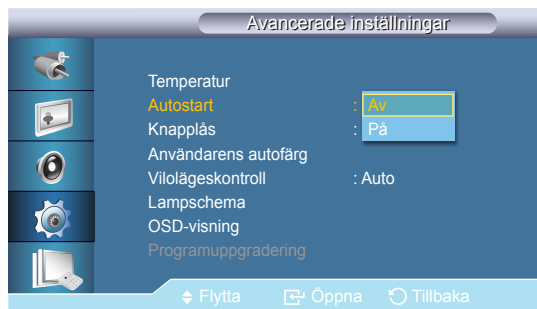 Avancerade inställningar
Temperatur
Autostart : Av
Knapplås : På
Användarens autofärg
Vilolägeskontroll : Auto
Lampschema
OSD-visning
Programuppgradering
Flytta Öppna Tillbaka